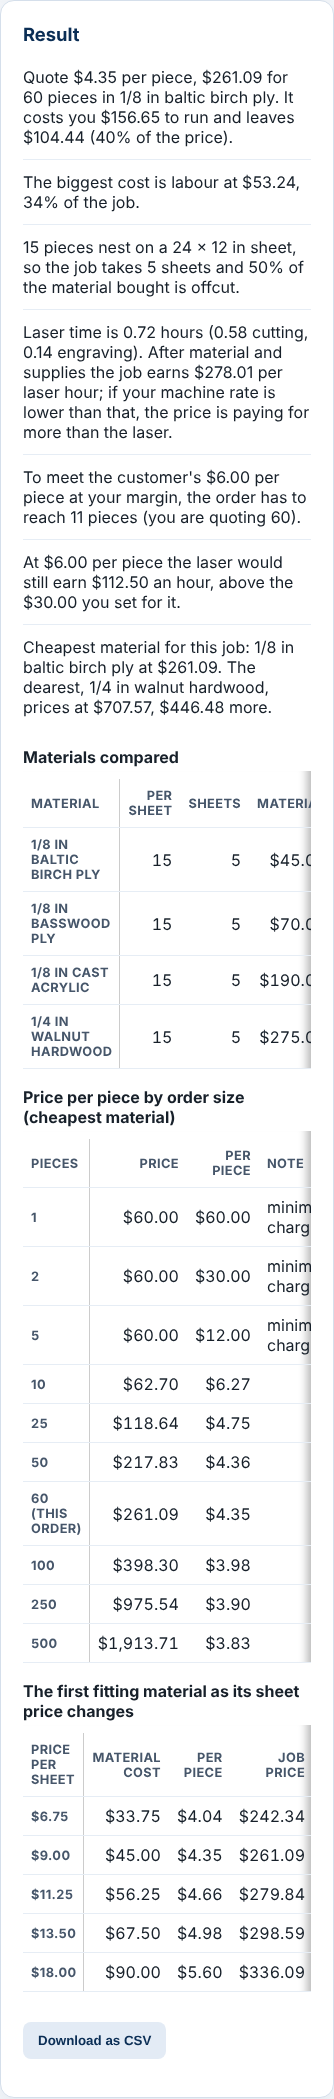 Result
Quote $4.35 per piece, $261.09 for
60 pieces in 1/8 in baltic birch ply. It
costs you $156.65 to run and leaves
$104.44 (40% of the price).
The biggest cost is labour at $53.24,
34% of the job.
15 pieces nest on a 24 × 12 in sheet,
so the job takes 5 sheets and 50% of
the material bought is offcut.
Laser time is 0.72 hours (0.58 cutting,
0.14 engraving). After material and
supplies the job earns $278.01 per
laser hour; if your machine rate is
lower than that, the price is paying for
more than the laser.
To meet the customer's $6.00 per
piece at your margin, the order has to
reach 11 pieces (you are quoting 60).
At $6.00 per piece the laser would
still earn $112.50 an hour, above the
$30.00 you set for it.
Cheapest material for this job: 1/8 in
baltic birch ply at $261.09. The
dearest, 1/4 in walnut hardwood,
prices at $707.57, $446.48 more.
Materials compared
MATERIAL PER SHEET SHEETS
1/8 IN BALTIC BIRCH PLY 15 5 $45.0
1/8 IN BASSWOOD PLY 15 5 $70.0
1/8 IN CAST ACRYLIC 15 5 $190.0
1/4 IN WALNUT HARDWOOD 15 5 $275.0
Price per piece by order size
(cheapest material)
PIECES PRICE PER PIECE NOTE
1 $60.00 $60.00
2 $60.00 $30.00
5 $60.00 $12.00
10 $62.70 $6.27
25 $118.64 $4.75
50 $217.83 $4.36
60 (THIS ORDER) $261.09 $4.35
100 $398.30 $3.98
250 $975.54 $3.90
500 $1,913.71 $3.83
The first fitting material as its sheet
price changes
PRICE PER SHEET MATERIAL COST PER PIECE JOB PRICE
$6.75 $33.75 $4.04 $242.34
$9.00 $45.00 $4.35 $261.09
$11.25 $56.25 $4.66 $279.84
$13.50 $67.50 $4.98 $298.59
$18.00 $90.00 $5.60 $336.09
Download as CSV